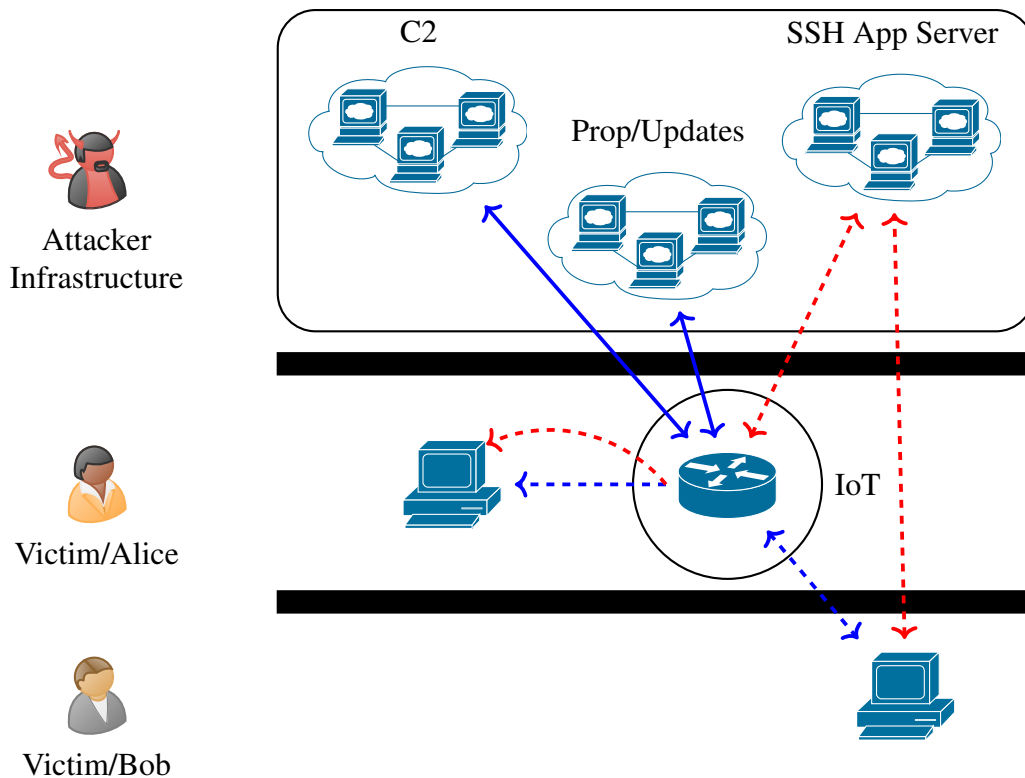 C2
SSH App Server
Prop/Updates
Attacker
Infrastructure
IoT
Victim/Alice
Victim/Bob